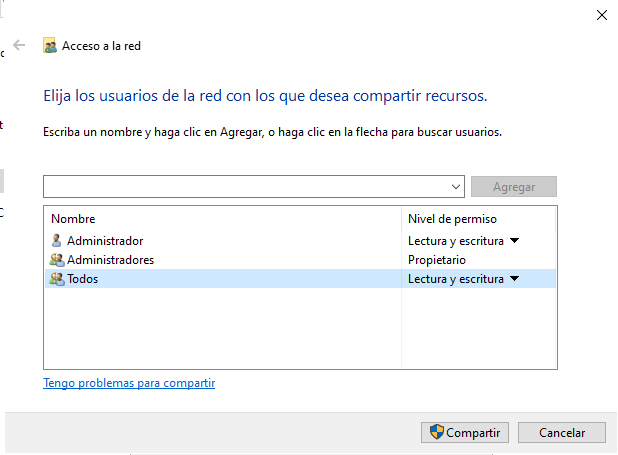 Acceso a la red
Elija los usuarios de la red con los que desea compartir recursos.
Escriba un nombre y haga clic en Agregar, o haga clic en la flecha para buscar usuarios.
Agregar
Nombre Nivel de permiso
Administrador Lectura y escritura
Administradores Propietario
Todos Lectura y escritura
Tengo problemas para compartir
Compartir Cancelar